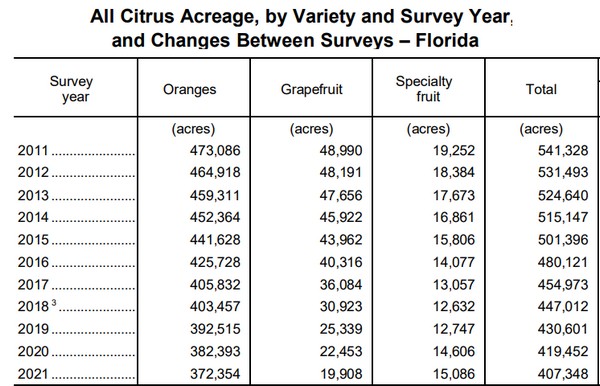 All Citrus Acreage, by Variety and Survey Year,
and Changes Between Surveys – Florida
Survey year Oranges Grapefruit Specialty fruit Total
(acres) (acres) (acres) (acres)
2011 ........................ 473,086 48,990 19,252 541,328
2012 ........................ 464,918 48,191 18,384 531,493
2013 ........................ 459,311 47,656 17,673 524,640
2014 ........................ 452,364 45,922 16,861 515,147
2015 ........................ 441,628 43,962 15,806 501,396
2016 ........................ 425,728 40,316 14,077 480,121
2017 ........................ 405,832 36,084 13,057 454,973
2018 ³ ...................... 403,457 30,923 12,632 447,012
2019 ........................ 392,515 25,339 12,747 430,601
2020 ........................ 382,393 22,453 14,606 419,452
2021 ........................ 372,354 19,908 15,086 407,348